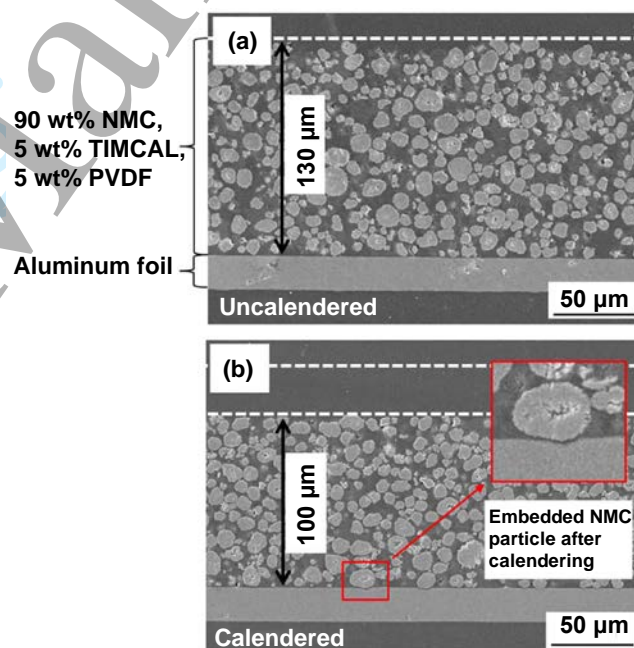 (a)
90 wt% NMC,
5 wt% TIMCAL,
5 wt% PVDF
130 µm
Aluminum foil
Uncalendered
50 µm
(b)
100 µm
Embedded NMC
particle after
calendering
Calendered
50 µm